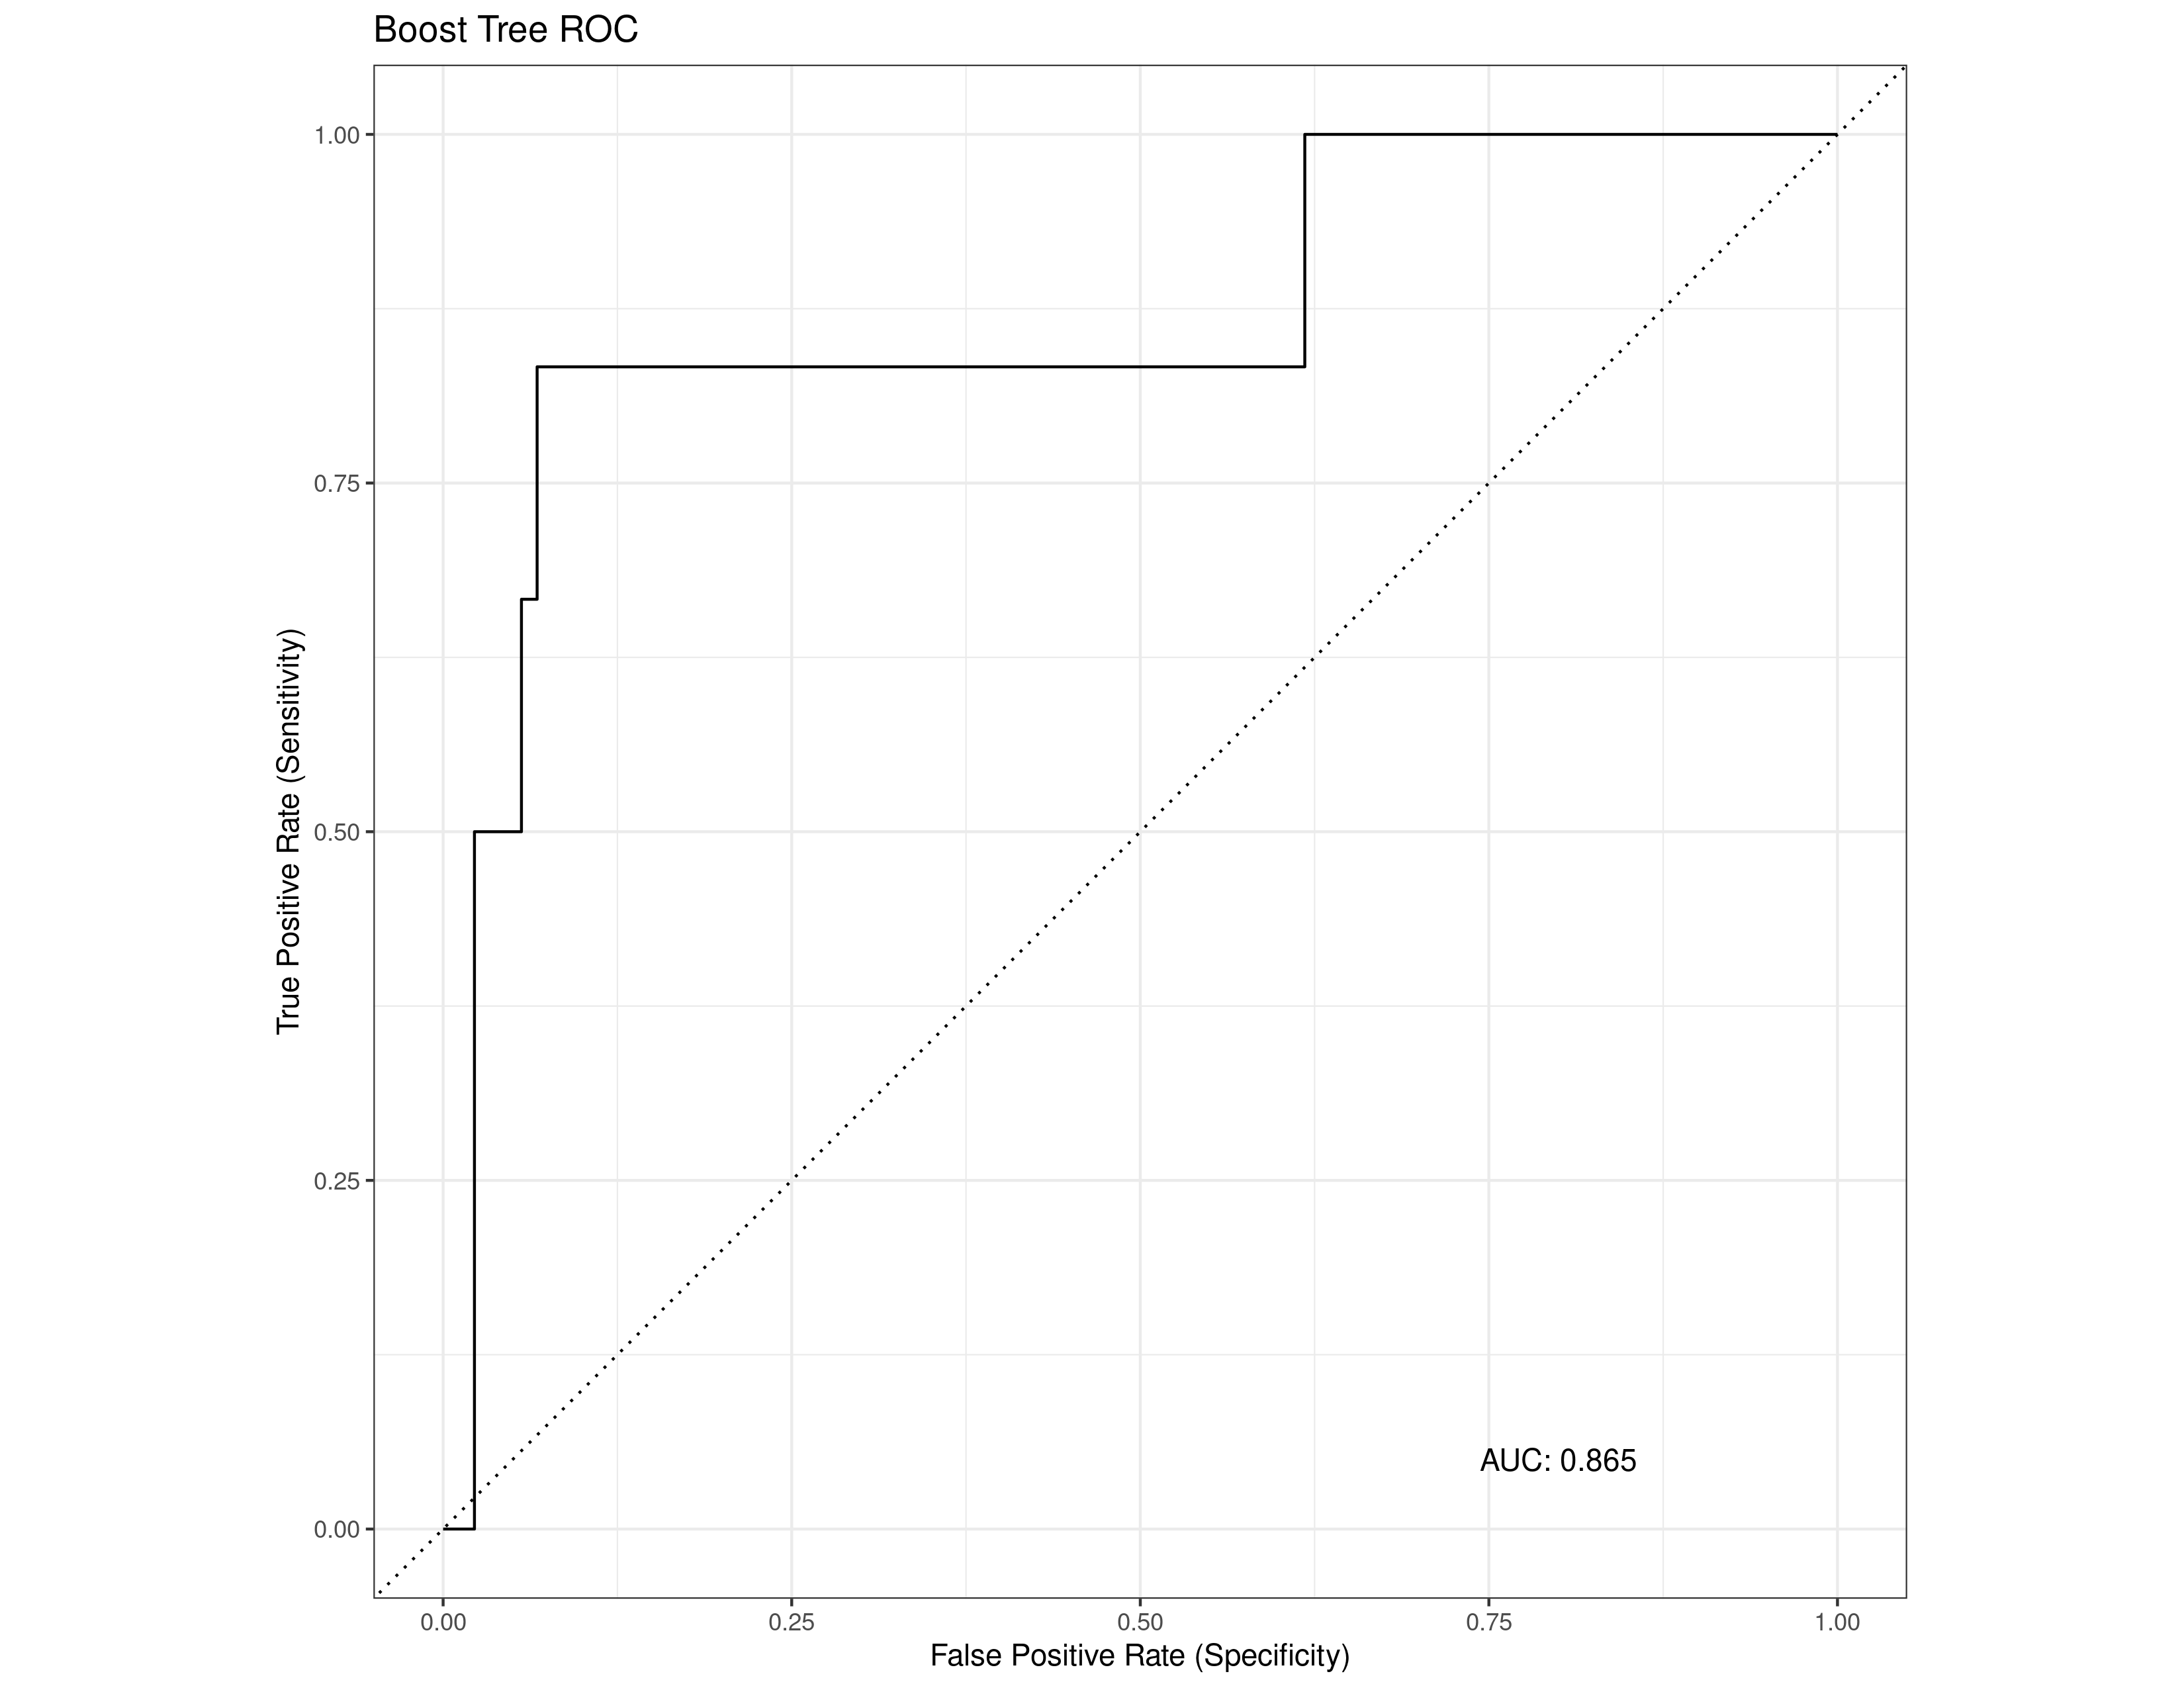 Boost Tree ROC
True Positive Rate (Sensitivity)
1.00
0.75
0.50
0.25
0.00
AUC: 0.865
0.00 0.25 0.50 0.75 1.00
False Positive Rate (Specificity)